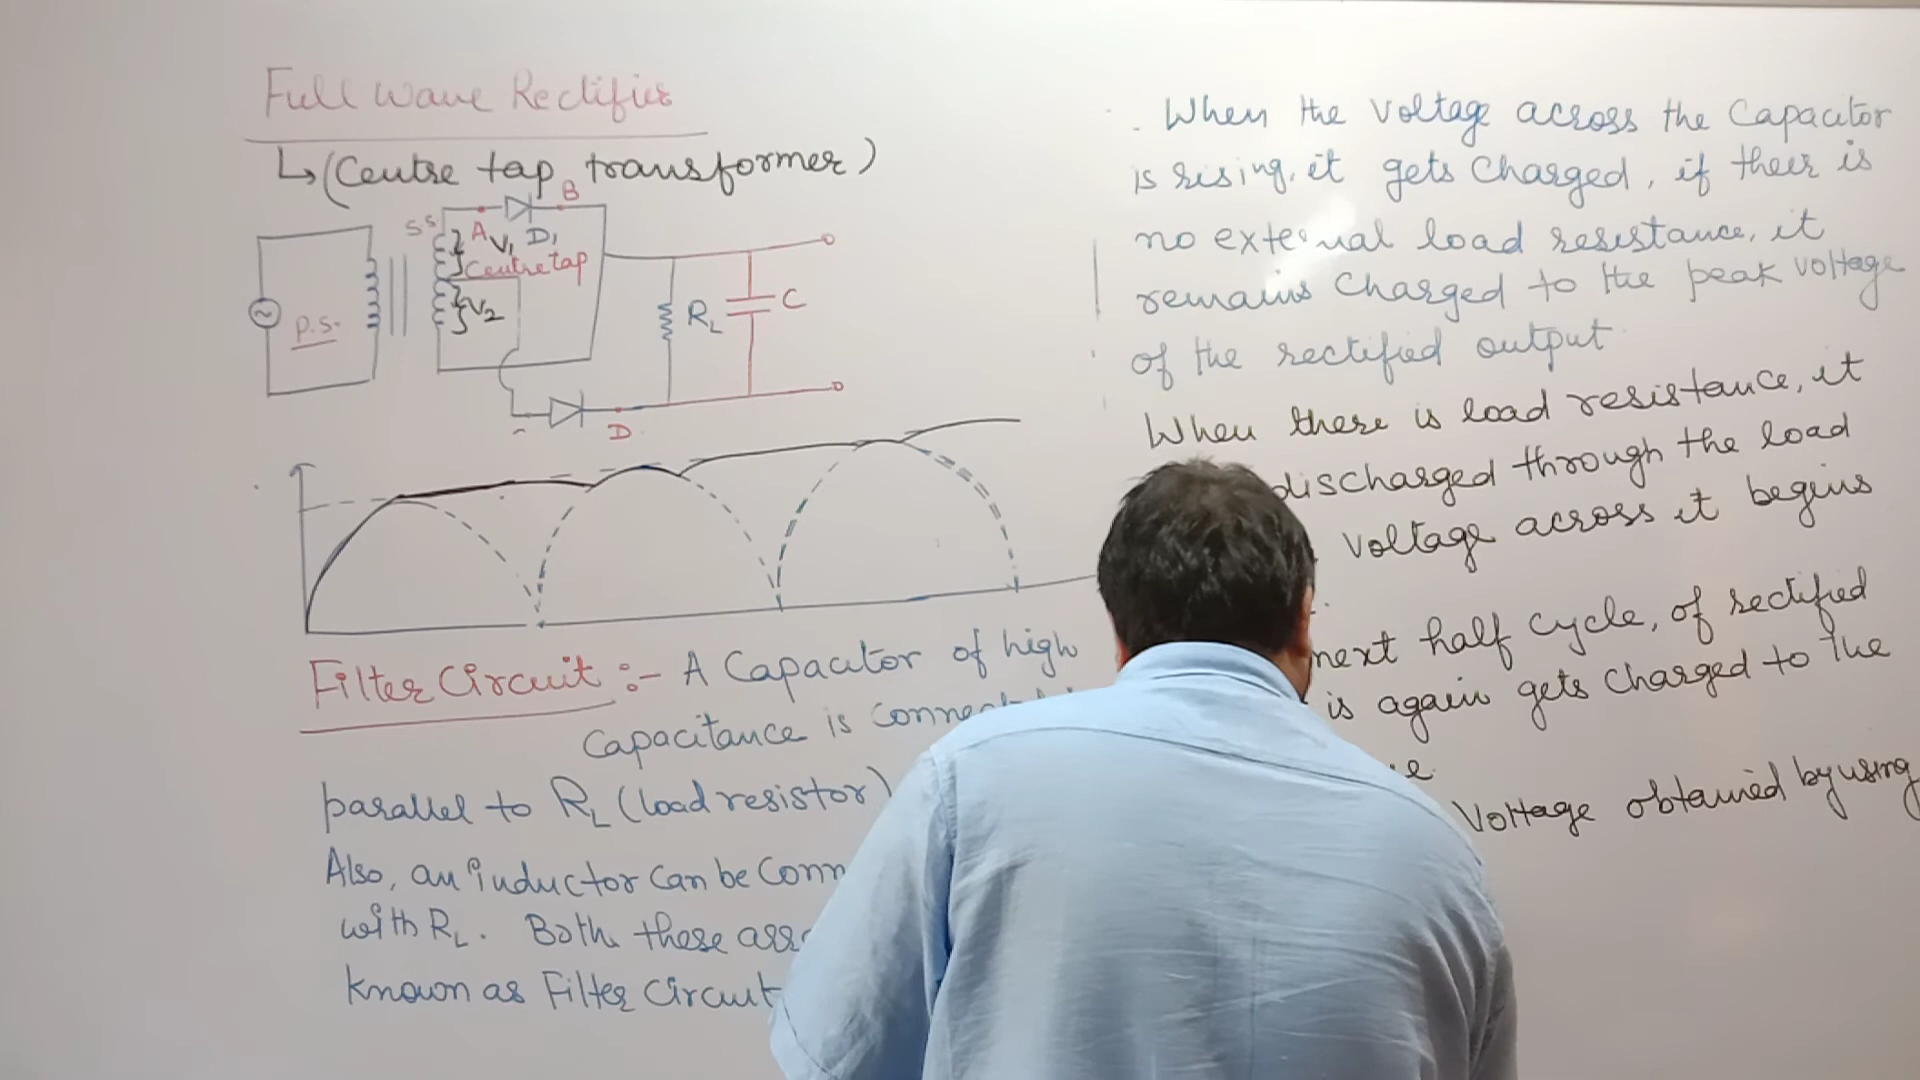 Full Wave Rectifier
↳ (Centre tap transformer)
B
S S
A
V1
D1
Centre tap
V2
P.S.
RL
C
D
Filter Circuit :- A Capacitor of high
Capacitance is
parallel to RL (load resistor)
Also, an inductor can be
with RL. Both these
known as Filter Circuit
When the voltage across the Capacitor
is rising, it gets Charged, if their is
no external load resistance, it
remains Charged to the peak voltage
of the rectified output
When there is load resistance, it
discharged through the load
voltage across it begins
next half cycle, of rectified
is again gets Charged to the
Voltage obtained by using